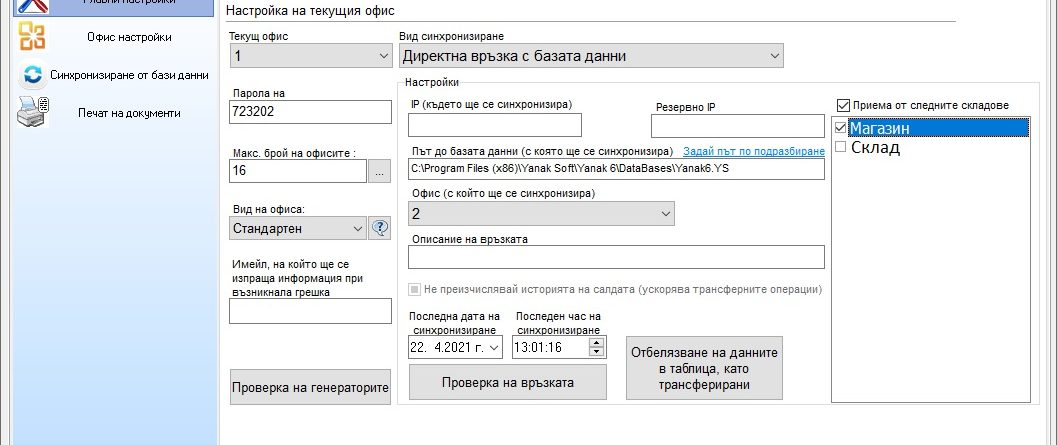 Главни настройки
Офис настройки
Синхронизиране от бази данни
Печат на документи
Настройка на текущия офис
Текущ офис
1
Вид синхронизиране
Директна връзка с базата данни
Парола на
723202
Макс. брой на офисите :
16
...
Вид на офиса:
Стандартен
Имейл, на който ще се
изпраща информация при
възникнала грешка
Проверка на генераторите
Настройки
IP (където ще се синхронизира)
Резервно IP
Път до базата данни (с която ще се синхронизира) Задай път по подразбиране
C:\Program Files (x86)\Yanak Soft\Yanak 6\DataBases\Yanak6.YS
Офис (с който ще се синхронизира)
2
Описание на връзката
Не преизчислявай историята на салдата (ускорява трансферните операции)
Последна дата на
синхронизиране
22. 4.2021 г.
Последен час на
синхронизиране
13:01:16
Проверка на връзката
Отбелязване на данните
в таблица, като
трансферирани
Приема от следните складове
Магазин
Склад